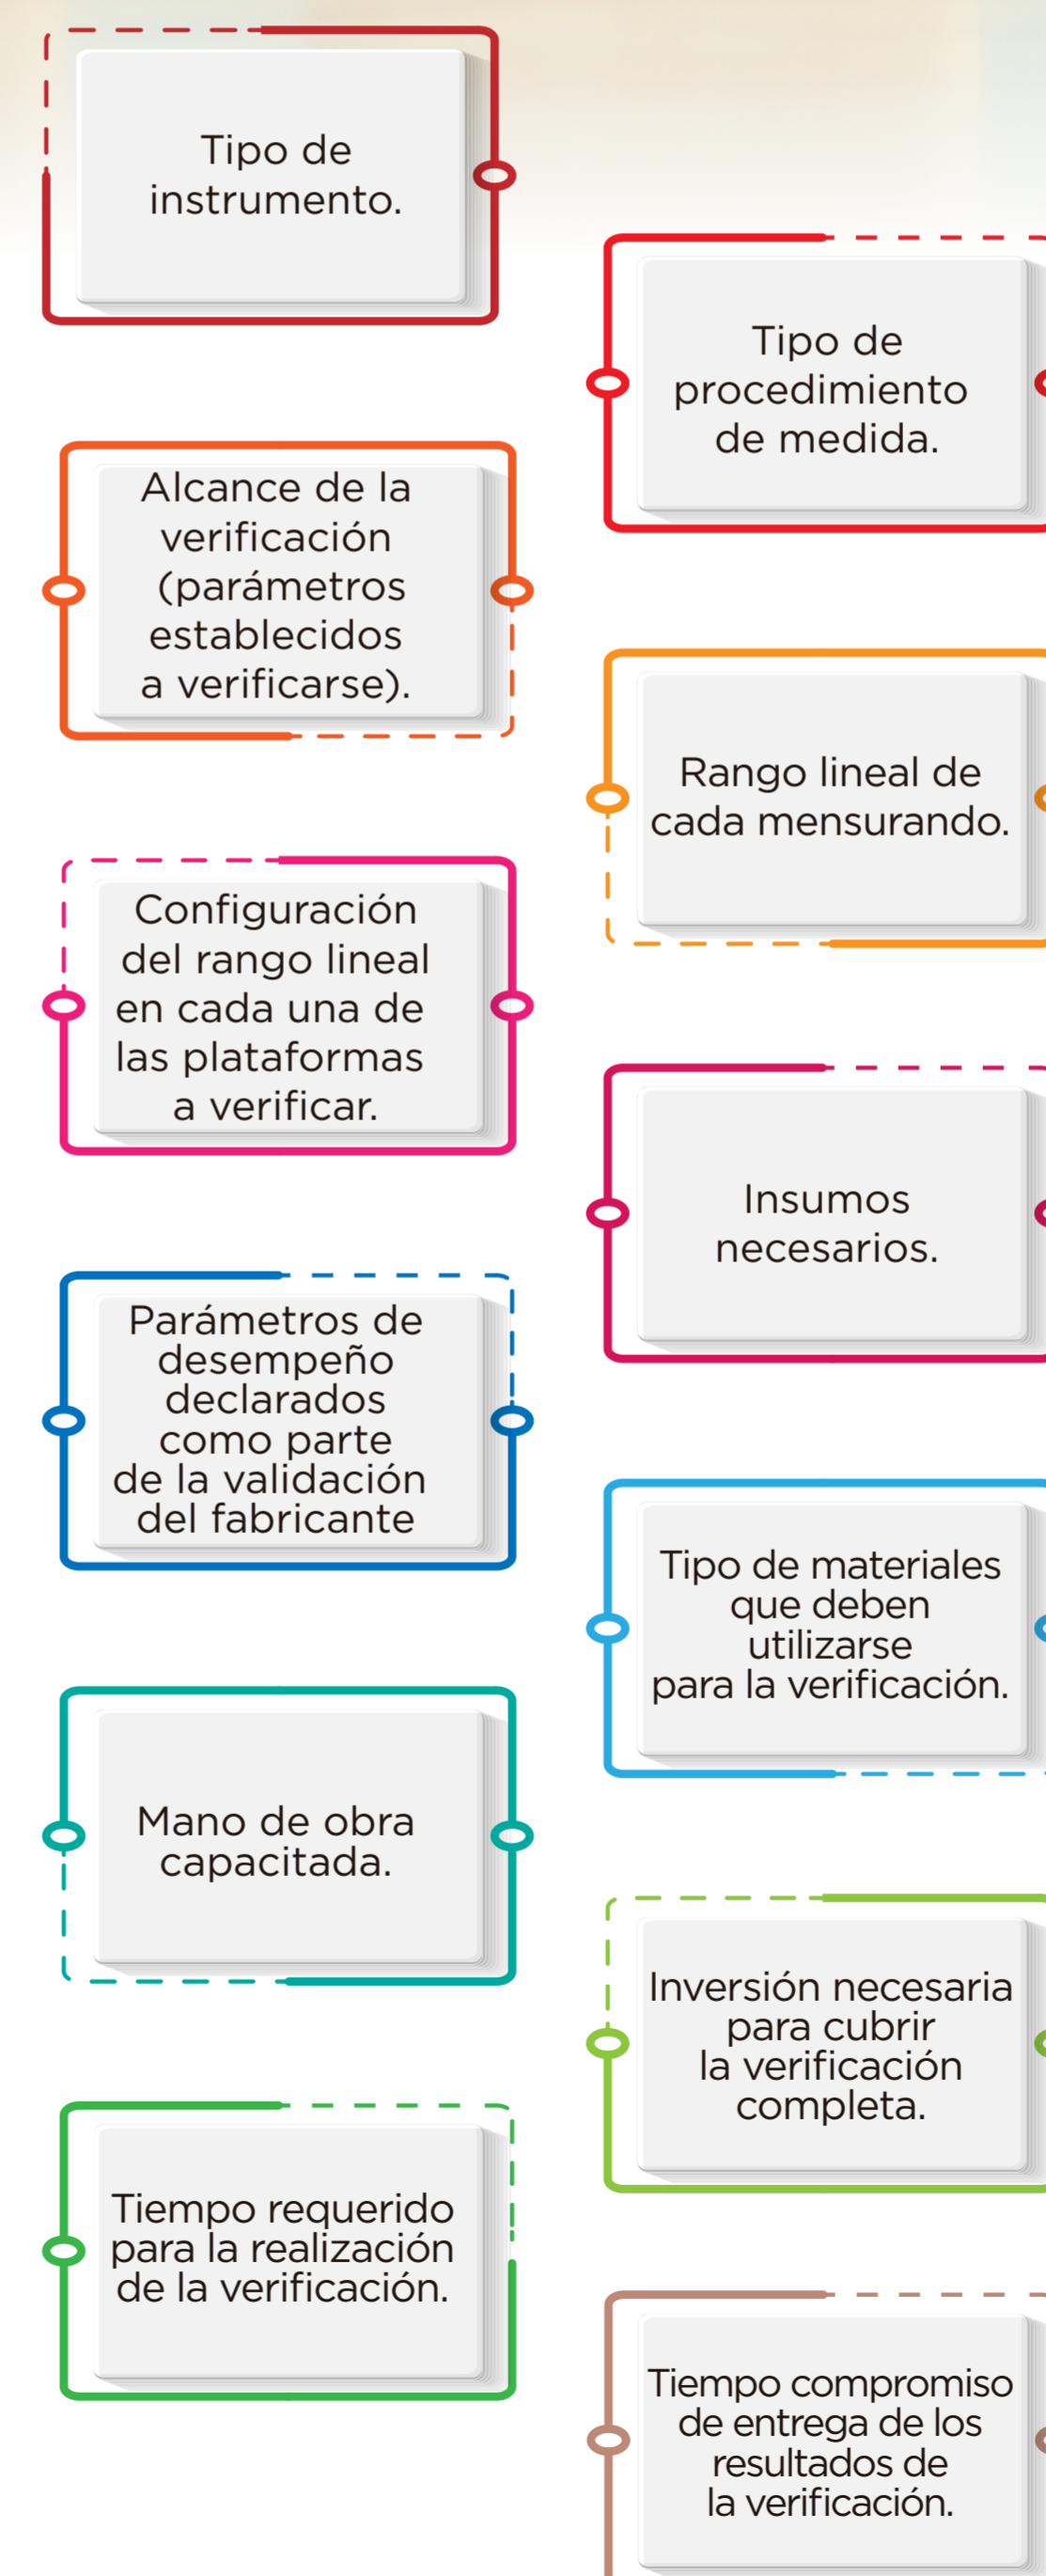 Tipo de
instrumento.
Tipo de
procedimiento
de medida.
Alcance de la
verificación
(parámetros
establecidos
a verificarse).
Rango lineal de
cada mensurando.
Configuración
del rango lineal
en cada una de
las plataformas
a verificar.
Insumos
necesarios.
Parámetros de
desempeño
declarados
como parte
de la validación
del fabricante
Tipo de materiales
que deben
utilizarse
para la verificación.
Mano de obra
capacitada.
Inversión necesaria
para cubrir
la verificación
completa.
Tiempo requerido
para la realización
de la verificación.
Tiempo compromiso
de entrega de los
resultados de
la verificación.